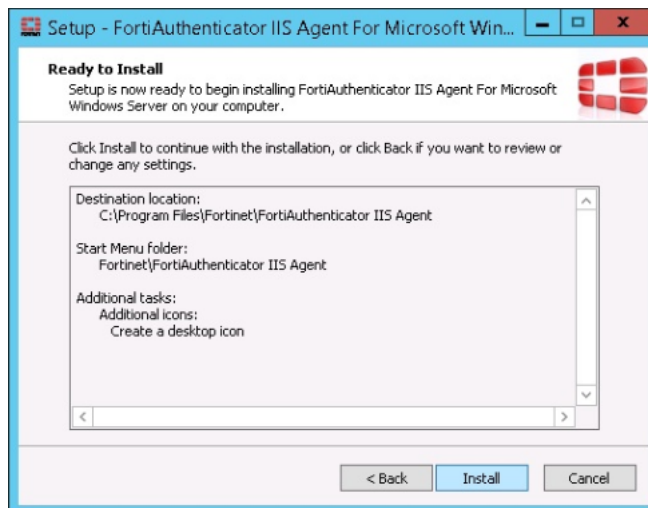 Setup - FortiAuthenticator IIS Agent For Microsoft Win...
Ready to Install
Setup is now ready to begin installing FortiAuthenticator IIS Agent For Microsoft
Windows Server on your computer.
Click Install to continue with the installation, or click Back if you want to review or
change any settings.
Destination location:
C:\Program Files\Fortinet\FortiAuthenticator IIS Agent
Start Menu folder:
Fortinet\FortiAuthenticator IIS Agent
Additional tasks:
Additional icons:
Create a desktop icon
< Back
Install
Cancel